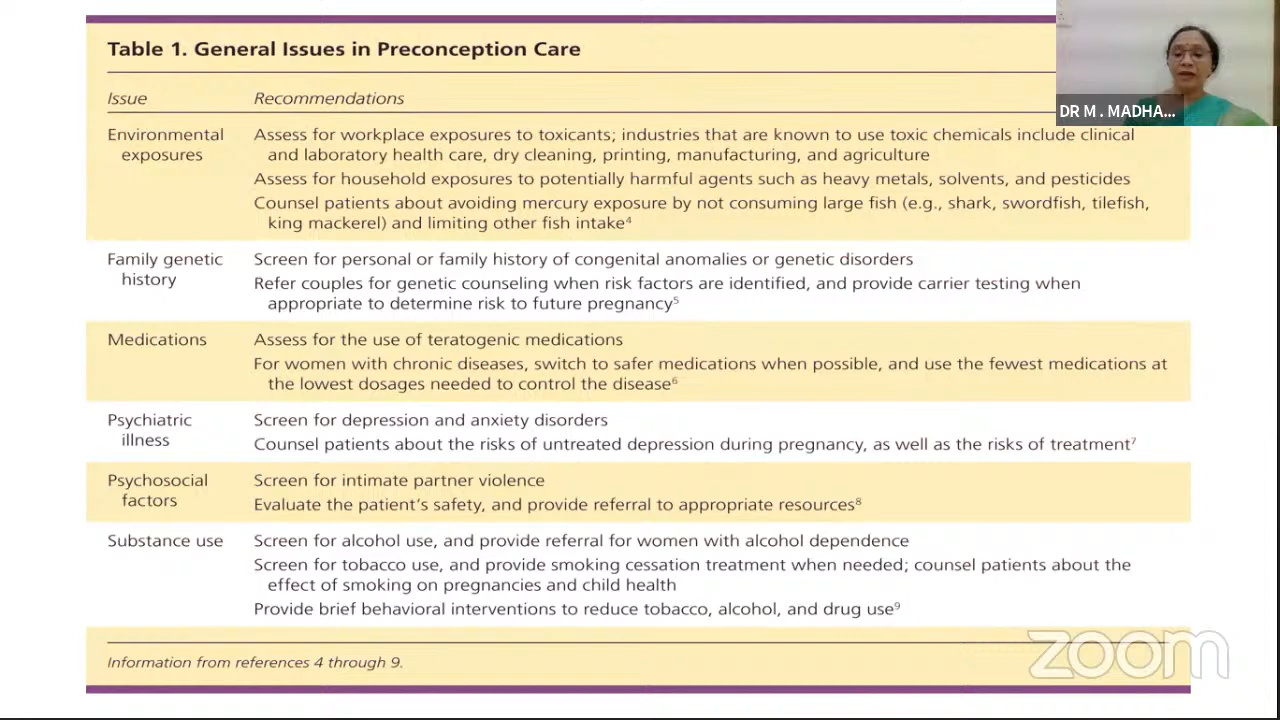 Table 1. General Issues in Preconception Care
Issue Recommendations
Environmental exposures
Assess for workplace exposures to toxicants; industries that are known to use toxic chemicals include clinical
and laboratory health care, dry cleaning, printing, manufacturing, and agriculture
Assess for household exposures to potentially harmful agents such as heavy metals, solvents, and pesticides
Counsel patients about avoiding mercury exposure by not consuming large fish (e.g., shark, swordfish, tilefish,
king mackerel) and limiting other fish intake⁴
Family genetic history
Screen for personal or family history of congenital anomalies or genetic disorders
Refer couples for genetic counseling when risk factors are identified, and provide carrier testing when
appropriate to determine risk to future pregnancy⁵
Medications
Assess for the use of teratogenic medications
For women with chronic diseases, switch to safer medications when possible, and use the fewest medications at
the lowest dosages needed to control the disease⁶
Psychiatric illness
Screen for depression and anxiety disorders
Counsel patients about the risks of untreated depression during pregnancy, as well as the risks of treatment⁷
Psychosocial factors
Screen for intimate partner violence
Evaluate the patient's safety, and provide referral to appropriate resources⁸
Substance use
Screen for alcohol use, and provide referral for women with alcohol dependence
Screen for tobacco use, and provide smoking cessation treatment when needed; counsel patients about the
effect of smoking on pregnancies and child health
Provide brief behavioral interventions to reduce tobacco, alcohol, and drug use⁹
Information from references 4 through 9.
DR M . MADHA...
zoom